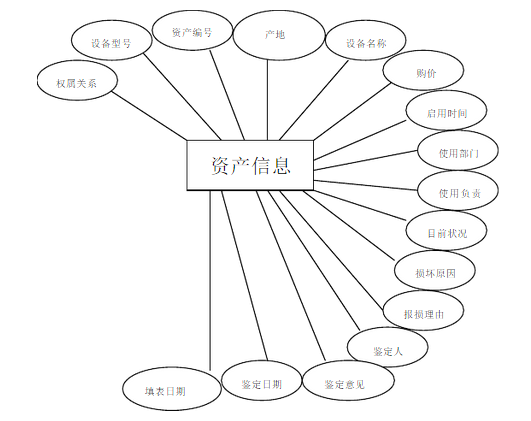 资产编号
产地
设备型号
设备名称
权属关系
购价
启用时间
使用部门
资产信息
使用负责
目前状况
损坏原因
报损理由
鉴定人
填表日期
鉴定日期
鉴定意见